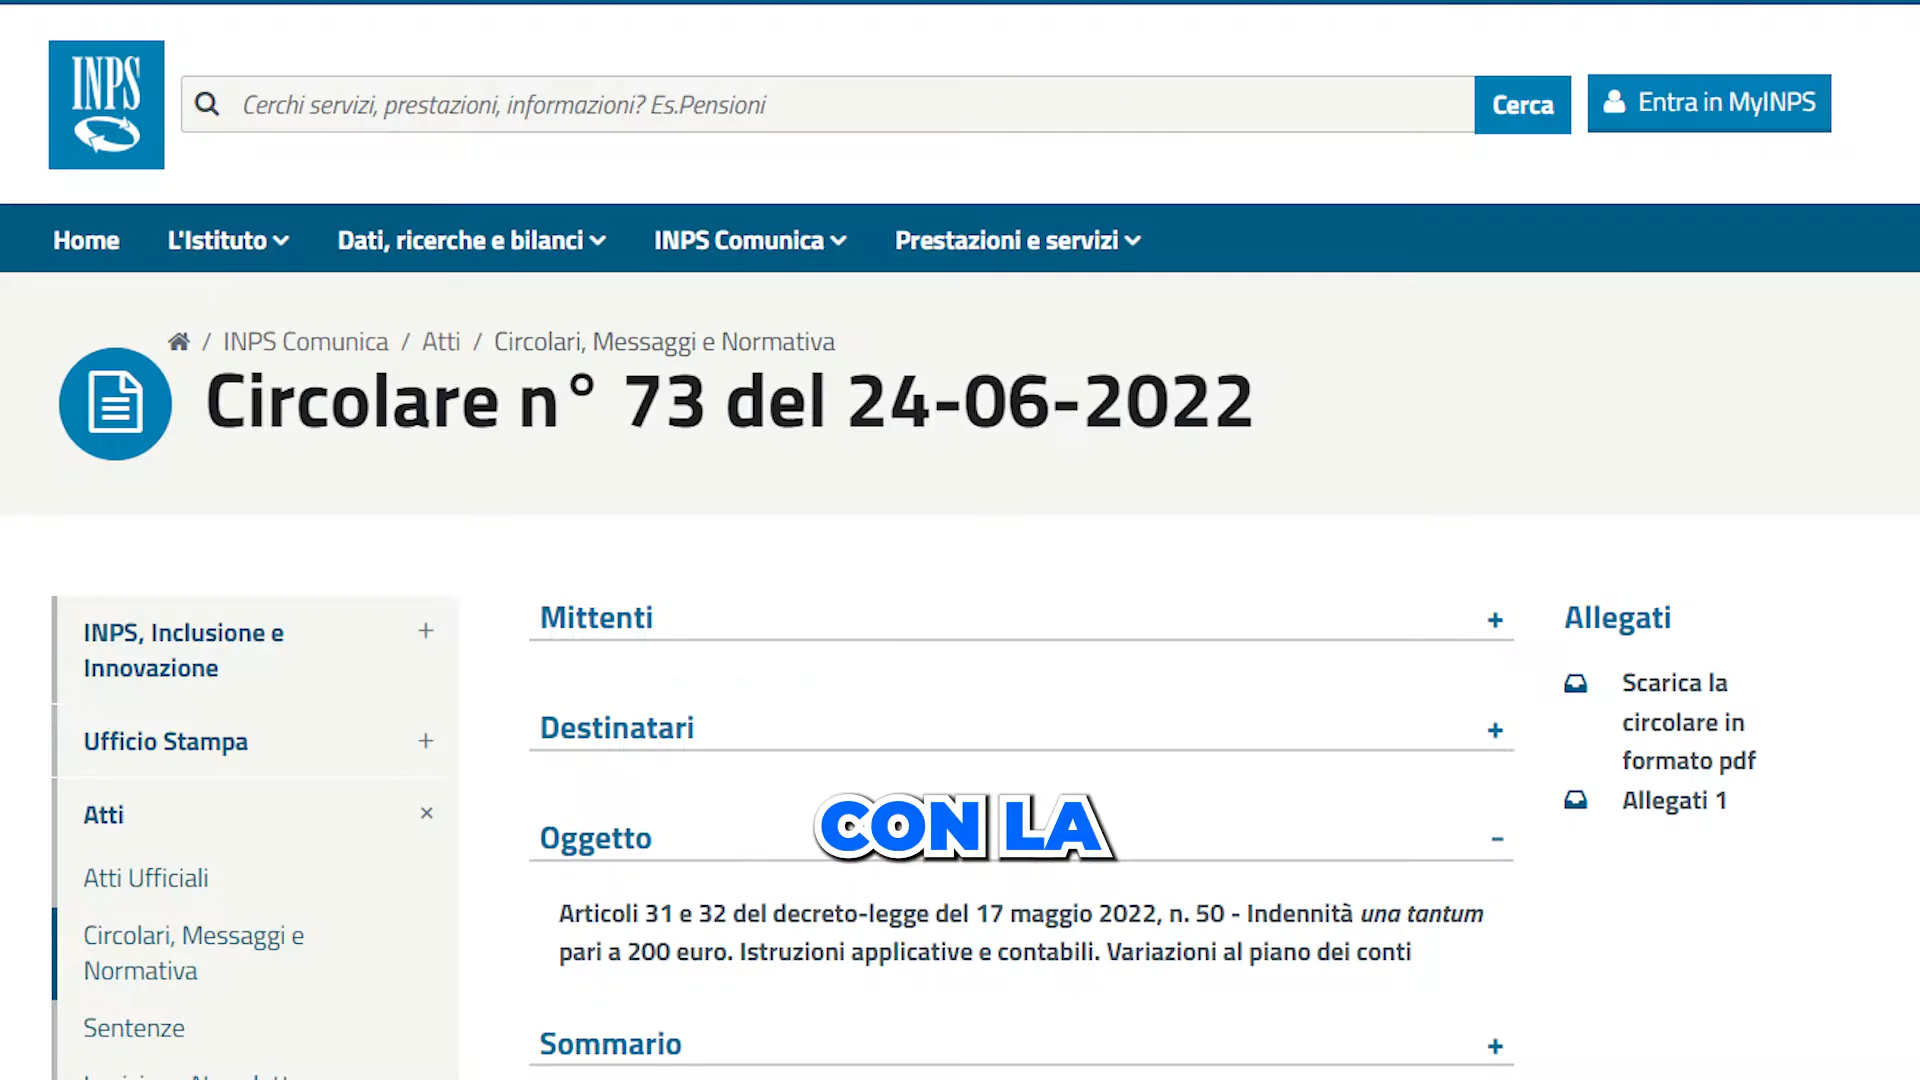 INPS
Cerchi servizi, prestazioni, informazioni? Es.Pensioni
Cerca
Entra in MyINPS
Home
L'Istituto
Dati, ricerche e bilanci
INPS Comunica
Prestazioni e servizi
/ INPS Comunica / Atti / Circolari, Messaggi e Normativa
Circolare n° 73 del 24-06-2022
INPS, Inclusione e
Innovazione
+
Ufficio Stampa
+
Atti
×
Atti Ufficiali
Circolari, Messaggi e
Normativa
Sentenze
Mittenti
+
Destinatari
+
Oggetto
-
CON LA
Articoli 31 e 32 del decreto-legge del 17 maggio 2022, n. 50 - Indennità una tantum
pari a 200 euro. Istruzioni applicative e contabili. Variazioni al piano dei conti
Sommario
+
Allegati
Scarica la
circolare in
formato pdf
Allegati 1